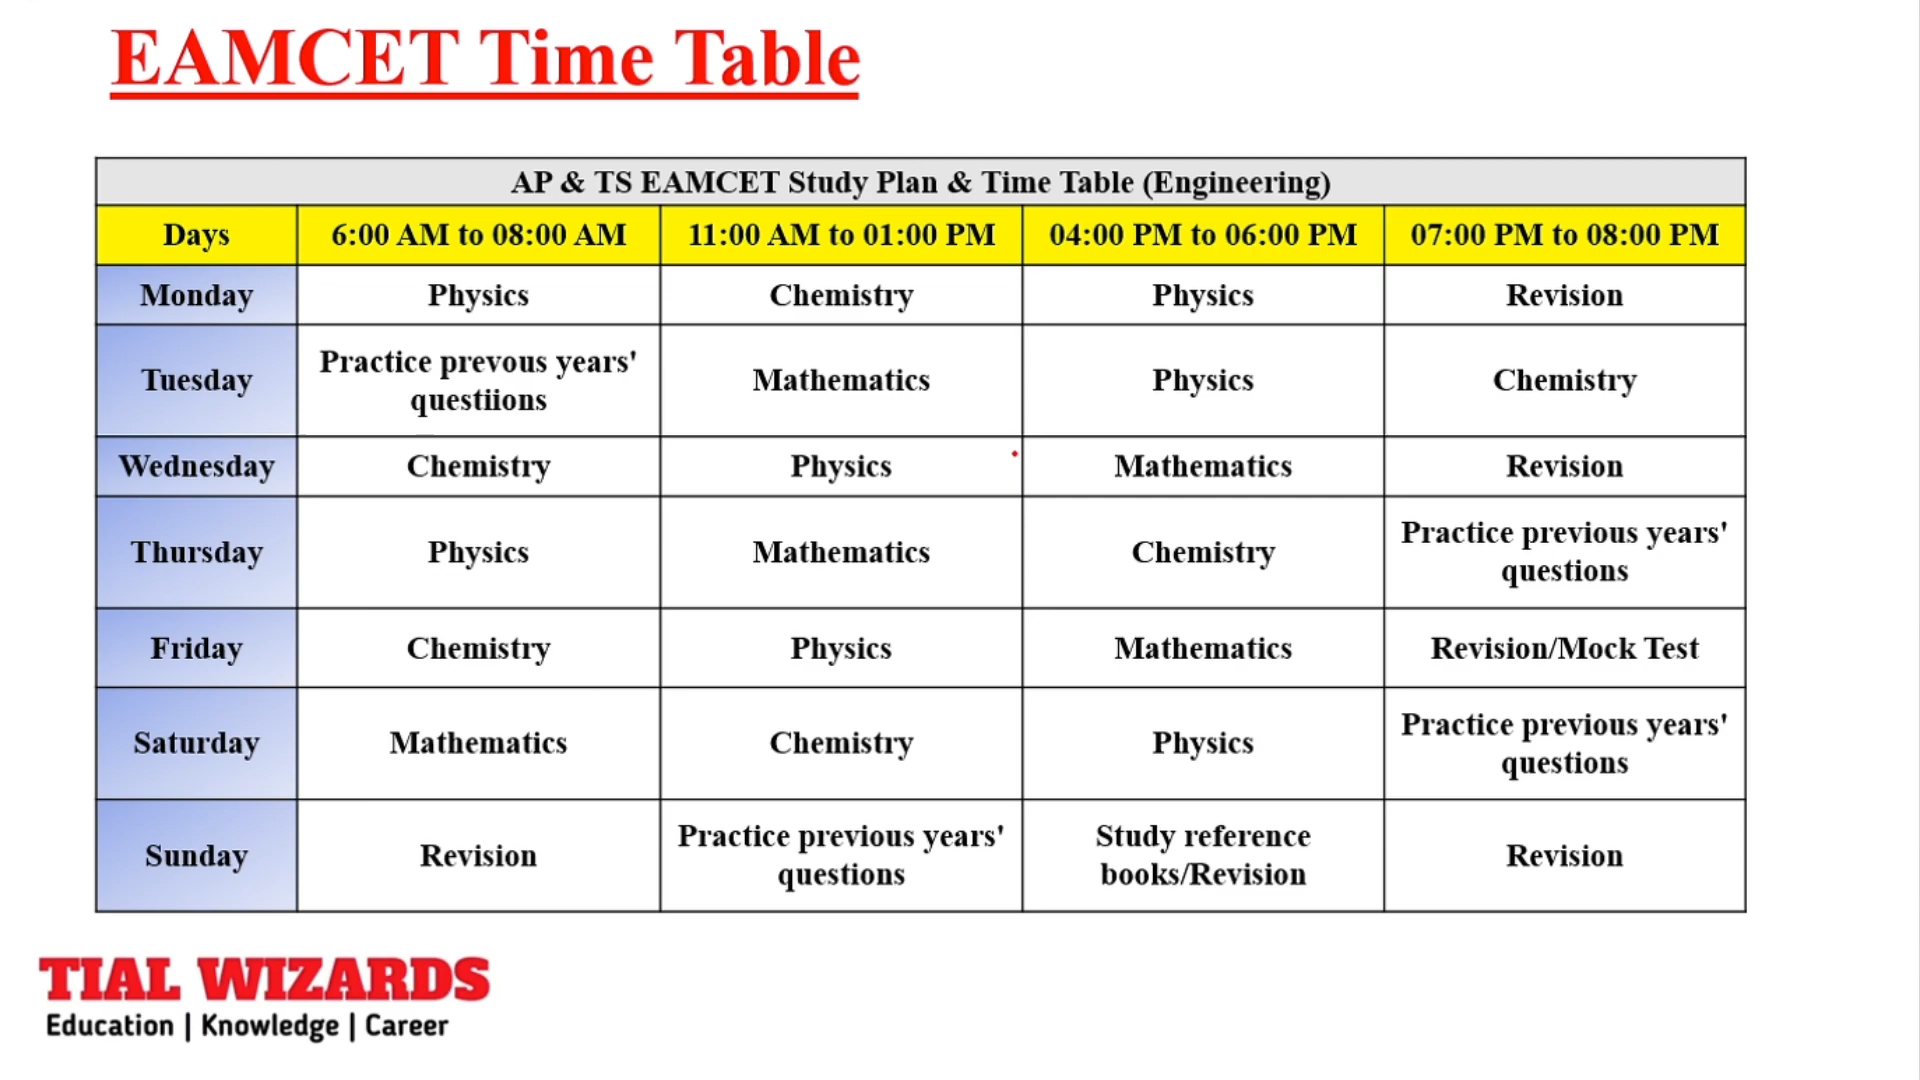 EAMCET Time Table
AP & TS EAMCET Study Plan & Time Table (Engineering)
Days 6:00 AM to 08:00 AM 11:00 AM to 01:00 PM 04:00 PM to 06:00 PM 07:00 PM to 08:00 PM
Monday Physics Chemistry Physics Revision
Tuesday Practice prevous years' questiions Mathematics Physics Chemistry
Wednesday Chemistry Physics Mathematics Revision
Thursday Physics Mathematics Chemistry Practice previous years' questions
Friday Chemistry Physics Mathematics Revision/Mock Test
Saturday Mathematics Chemistry Physics Practice previous years' questions
Sunday Revision Practice previous years' questions Study reference books/Revision Revision
TIAL WIZARDS
Education | Knowledge | Career